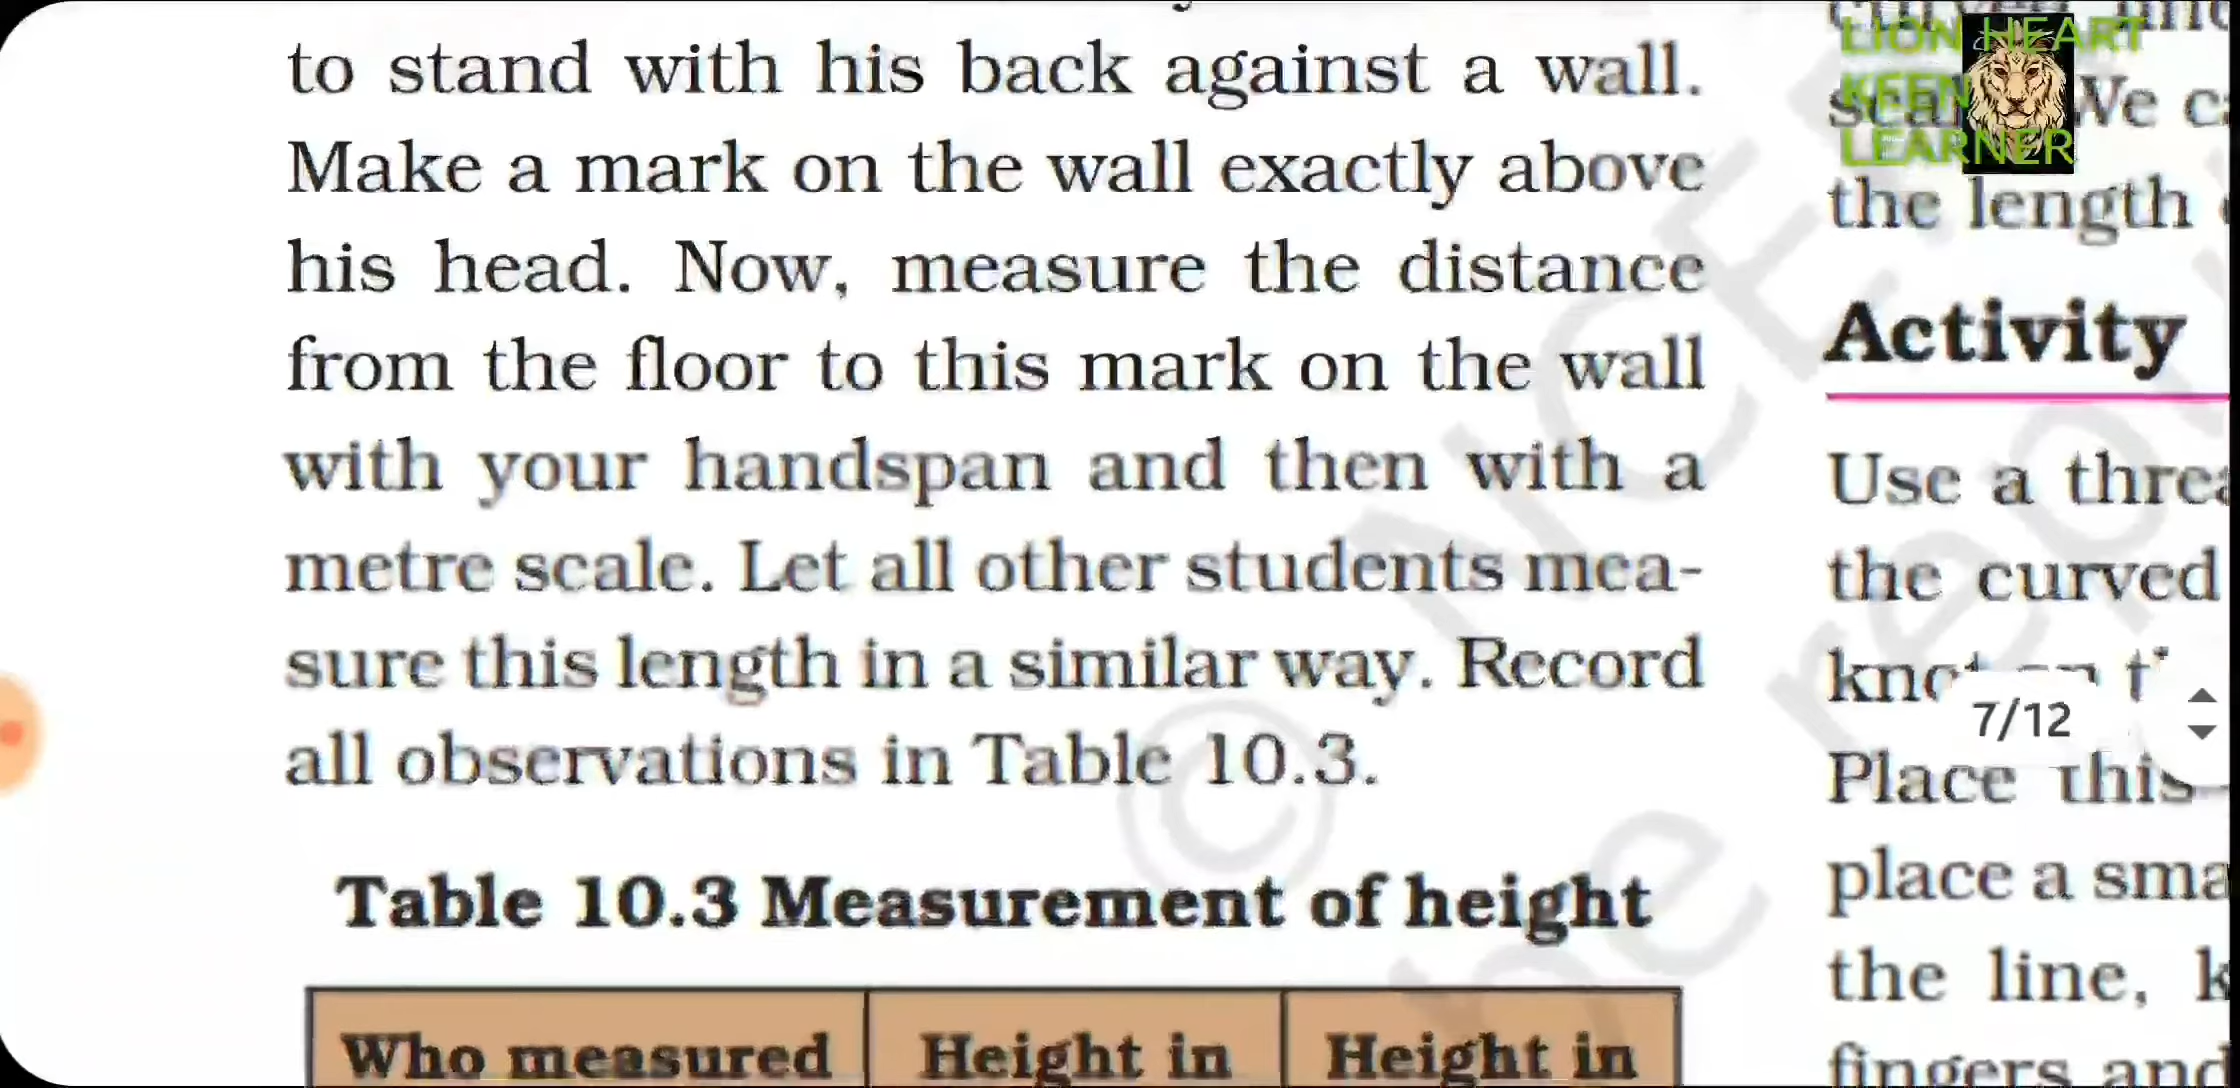 to stand with his back against a wall.
Make a mark on the wall exactly above
his head. Now, measure the distance
from the floor to this mark on the wall
with your handspan and then with a
metre scale. Let all other students mea-
sure this length in a similar way. Record
all observations in Table 10.3.
Table 10.3 Measurement of height
Who measured Height in Height in
LION HEART
KEEN
LEARNER
We
the length
Activity
Use a
the curved
7/12
Place this
place a
the line,
fingers and